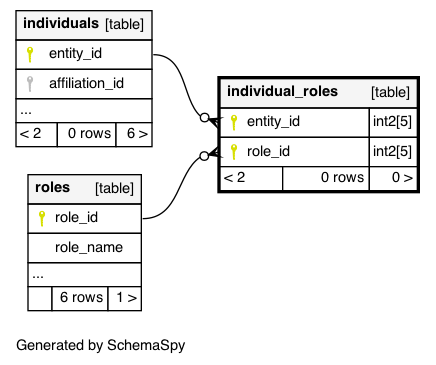 individuals [table]
entity_id
affiliation_id
...
< 2 0 rows 6 >
individual_roles [table]
entity_id int2[5]
role_id int2[5]
< 2 0 rows 0 >
roles [table]
role_id
role_name
...
6 rows 1 >
Generated by SchemaSpy